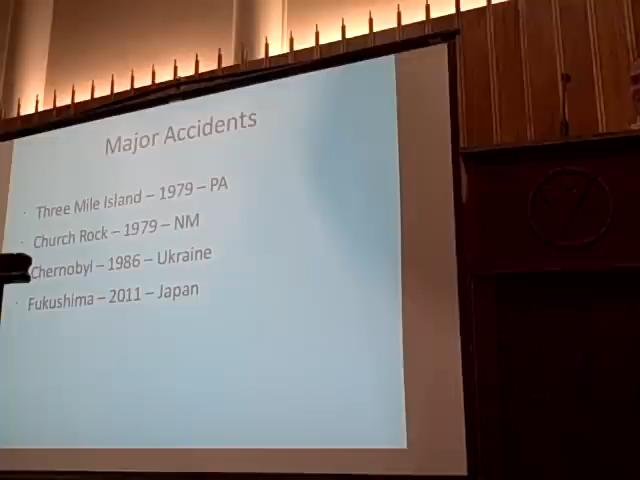 Major Accidents
· Three Mile Island – 1979 – PA
· Church Rock – 1979 – NM
Chernobyl – 1986 – Ukraine
· Fukushima – 2011 – Japan